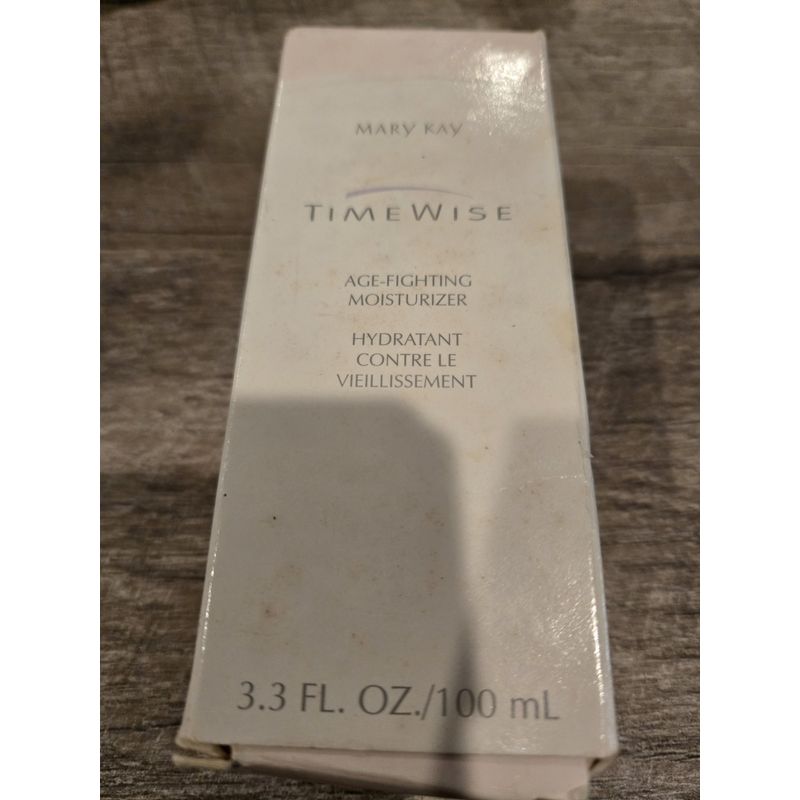 MARY KAY
TIMEWISE
AGE-FIGHTING
MOISTURIZER
HYDRATANT
CONTRE LE
VIEILLISSEMENT
3.3 FL. OZ./100 mL